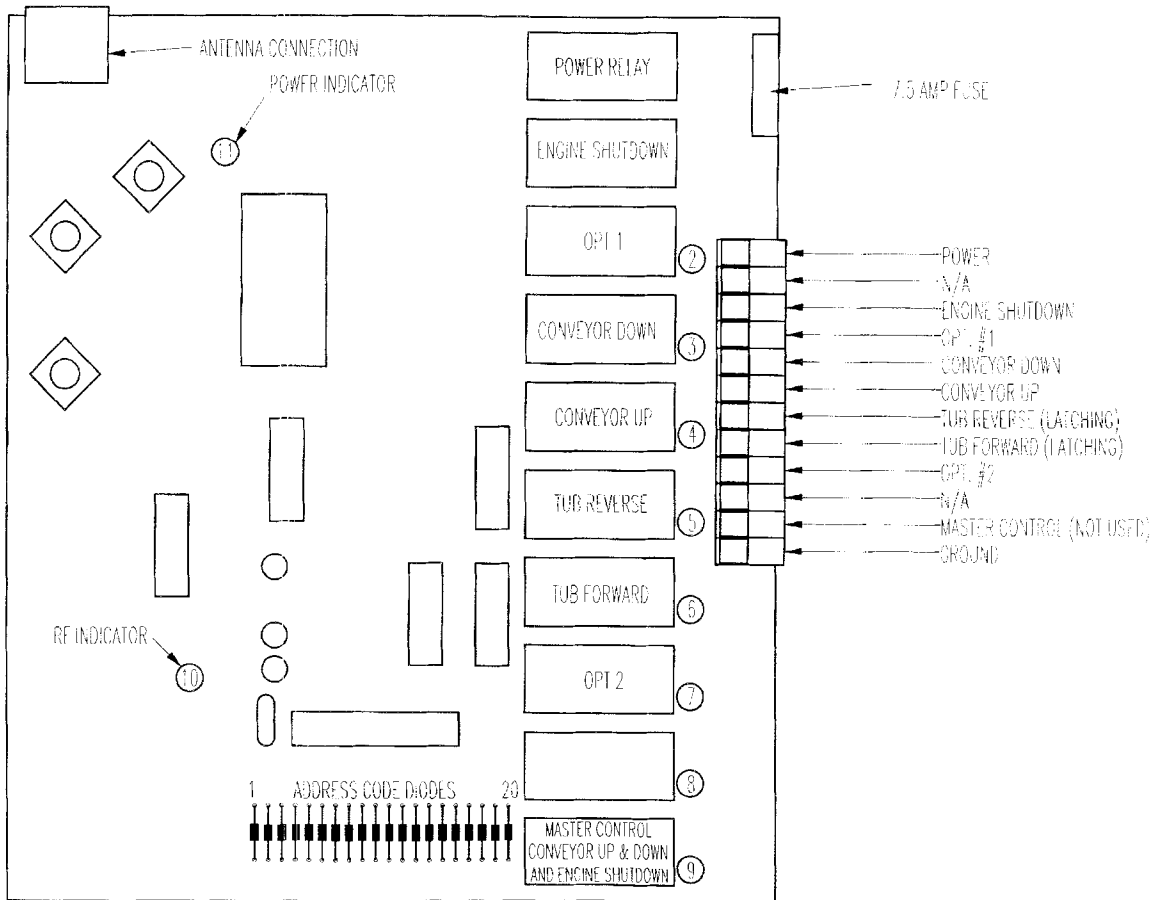 ANTENNA CONNECTION
POWER INDICATOR
11
POWER RELAY
7.5 AMP FUSE
ENGINE SHUTDOWN
OPT 1
2
CONVEYOR DOWN
3
CONVEYOR UP
4
TUB REVERSE
5
TUB FORWARD
6
OPT 2
7
8
MASTER CONTROL
CONVEYOR UP & DOWN
AND ENGINE SHUTDOWN
9
POWER
N/A
ENGINE SHUTDOWN
OPT. #1
CONVEYOR DOWN
CONVEYOR UP
TUB REVERSE (LATCHING)
TUB FORWARD (LATCHING)
OPT. #2
N/A
MASTER CONTROL (NOT USED)
GROUND
RF INDICATOR
10
1 ADDRESS CODE DIODES 20